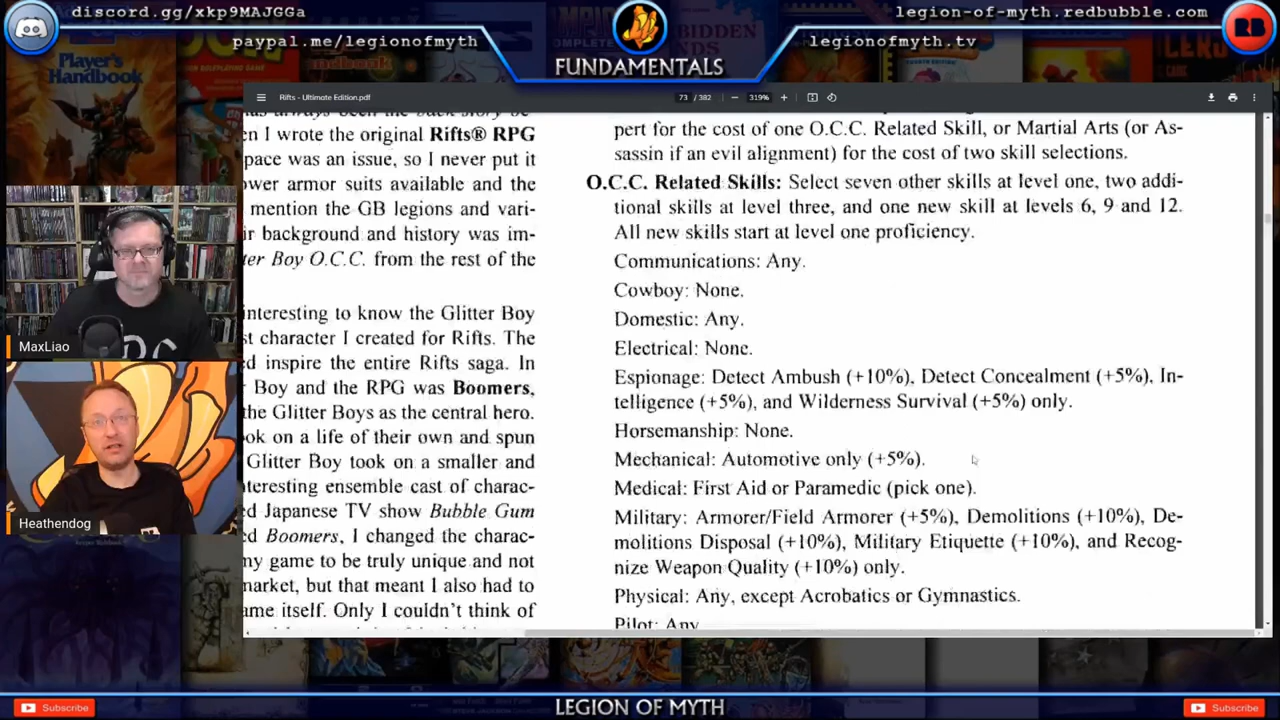 discord.gg/xkp9MAJGGa
legion-of-myth.redbubble.com
paypal.me/legionofmyth
legionofmyth.tv
FUNDAMENTALS
RB
Player's
Handbook
Rifts - Ultimate Edition.pdf
73 / 382
319%
has always been the back story be-
en I wrote the original Rifts® RPG
pace was an issue, so I never put it
ower armor suits available and the
mention the GB legions and vari-
ir background and history was im-
ter Boy O.C.C. from the rest of the
interesting to know the Glitter Boy
st character I created for Rifts. The
d inspire the entire Rifts saga. In
r Boy and the RPG was Boomers,
the Glitter Boys as the central hero.
ok on a life of their own and spun
Glitter Boy took on a smaller and
teresting ensemble cast of charac-
d Japanese TV show Bubble Gum
ed Boomers, I changed the charac-
ny game to be truly unique and not
narket, but that meant I also had to
ame itself. Only I couldn't think of
pert for the cost of one O.C.C. Related Skill, or Martial Arts (or As-
sassin if an evil alignment) for the cost of two skill selections.
O.C.C. Related Skills: Select seven other skills at level one, two addi-
tional skills at level three, and one new skill at levels 6, 9 and 12.
All new skills start at level one proficiency.
Communications: Any.
Cowboy: None.
Domestic: Any.
Electrical: None.
Espionage: Detect Ambush (+10%), Detect Concealment (+5%), In-
telligence (+5%), and Wilderness Survival (+5%) only.
Horsemanship: None.
Mechanical: Automotive only (+5%).
Medical: First Aid or Paramedic (pick one).
Military: Armorer/Field Armorer (+5%), Demolitions (+10%), De-
molitions Disposal (+10%), Military Etiquette (+10%), and Recog-
nize Weapon Quality (+10%) only.
Physical: Any, except Acrobatics or Gymnastics.
Pilot: Any
MaxLiao
Heathendog
Subscribe
LEGION OF MYTH
Subscribe